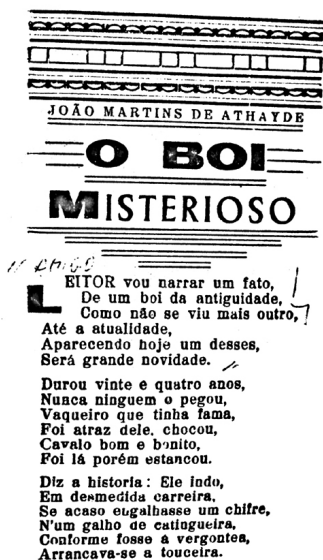 JOÃO MARTINS DE ATHAYDE
O BOI
MISTERIOSO
LEITOR vou narrar um fato,
De um boi da antiguidade,
Como não se viu mais outro,
Até a atualidade,
Aparecendo hoje um desses,
Será grande novidade.
Durou vinte e quatro anos,
Nunca ninguem o pegou,
Vaqueiro que tinha fama,
Foi atraz dele, chocou,
Cavalo bom e bonito,
Foi lá porém estancou.
Diz a historia: Ele indo,
Em desmedida carreira,
Se acaso eugalhasse um chifre,
N'um galho de catingueira,
Conforme fosse á vergontea,
Arrancava-se a touceira.